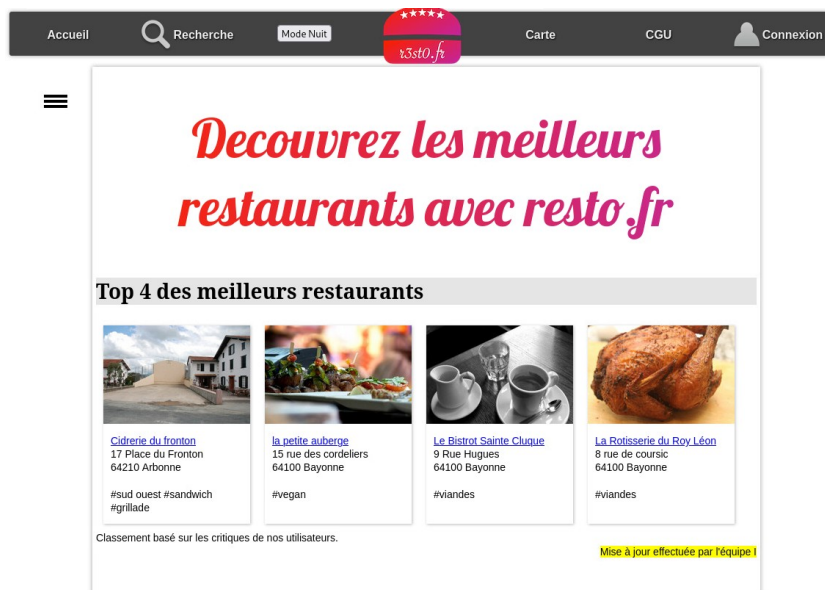 Accueil
Recherche
Mode Nuit
r3st0.fr
Carte
CGU
Connexion
Decouvrez les meilleurs
restaurants avec resto.fr
Top 4 des meilleurs restaurants
Cidrerie du fronton
17 Place du Fronton
64210 Arbonne
#sud ouest #sandwich
#grillade
la petite auberge
15 rue des cordeliers
64100 Bayonne
#vegan
Le Bistrot Sainte Cluque
9 Rue Hugues
64100 Bayonne
#viandes
La Rotisserie du Roy Léon
8 rue de coursic
64100 Bayonne
#viandes
Classement basé sur les critiques de nos utilisateurs.
Mise à jour effectuée par l'équipe I